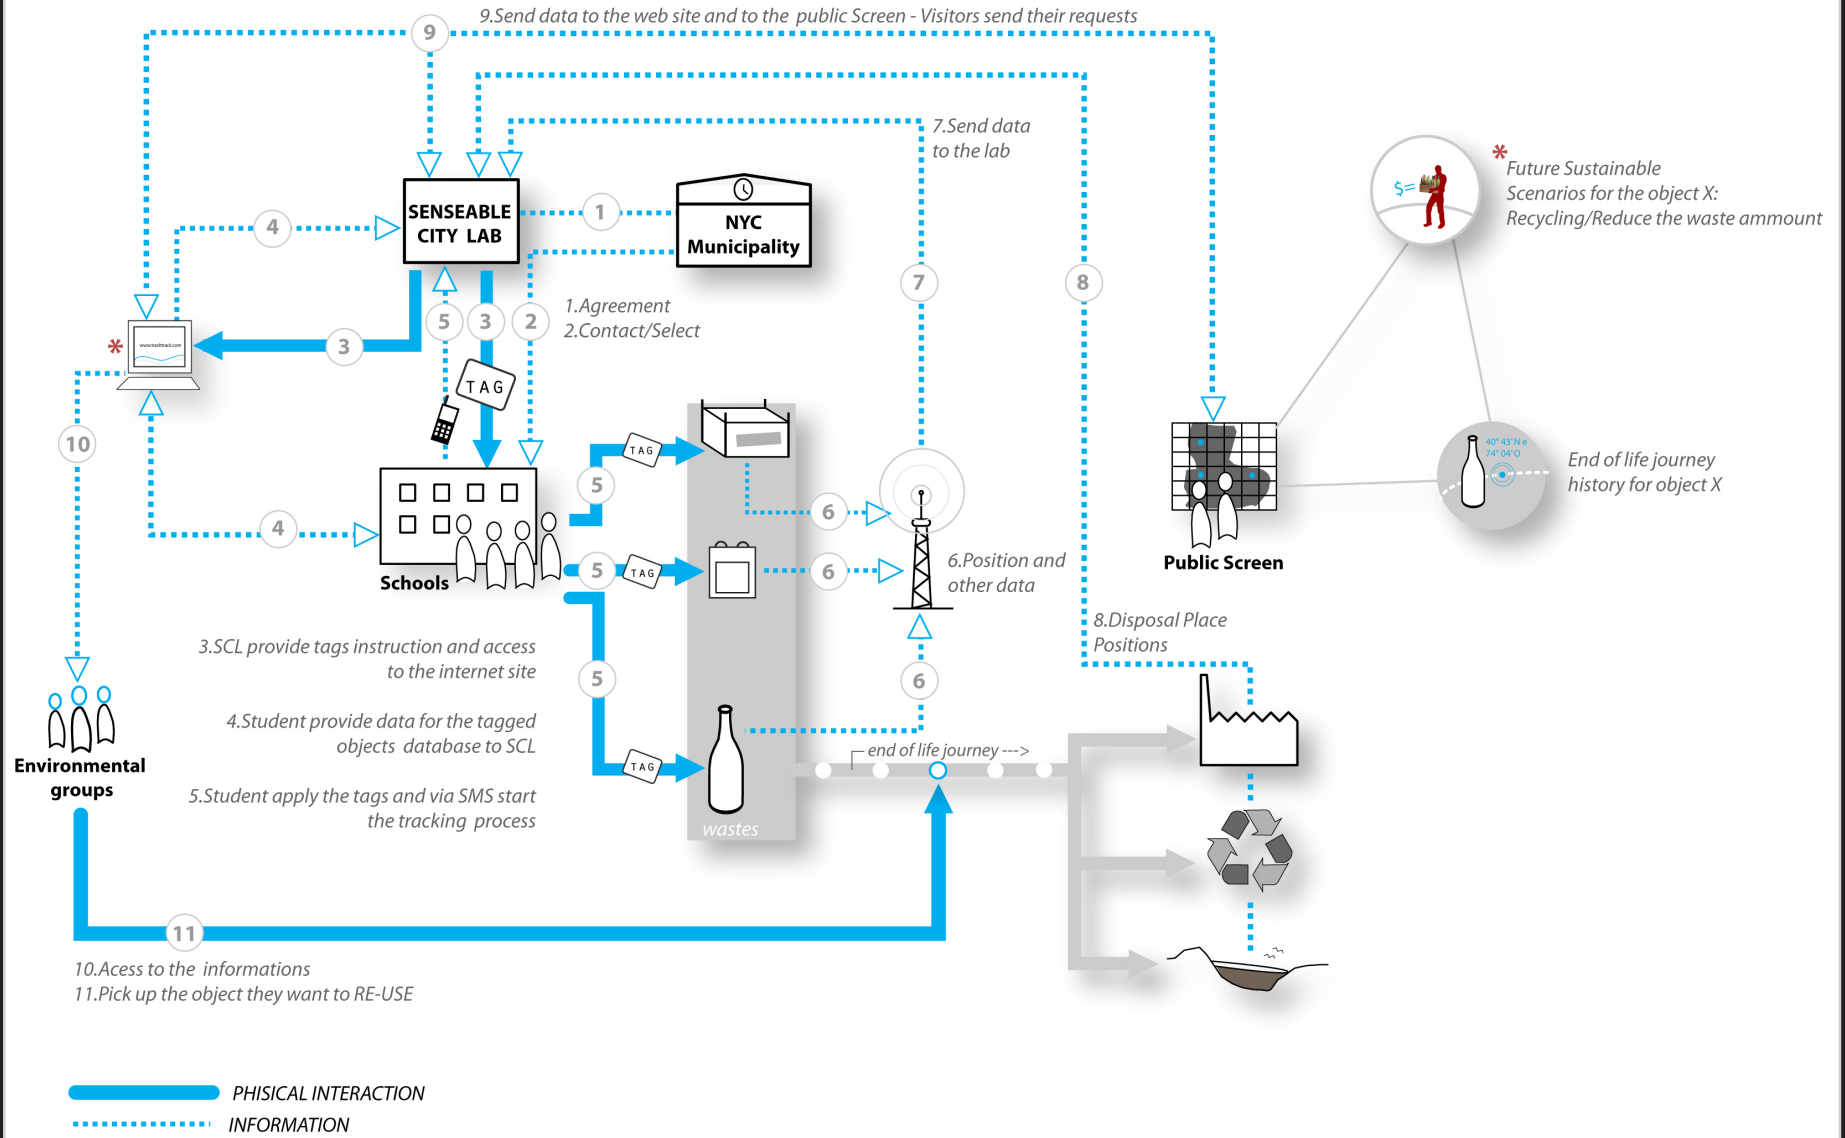 9.Send data to the web site and to the public Screen - Visitors send their requests
9
7.Send data
to the lab
*
Future Sustainable
Scenarios for the object X:
Recycling/Reduce the waste ammount
$=
SENSEABLE
CITY LAB
1
NYC
Municipality
4
7
8
5
3
2
1.Agreement
2.Contact/Select
*
www.trashtrack.com
3
TAG
10
TAG
5
40° 43' N e
74° 04' O
End of life journey
history for object X
4
6
Schools
5
TAG
6
6.Position and
other data
Public Screen
8.Disposal Place
Positions
3.SCL provide tags instruction and access
to the internet site
5
6
4.Student provide data for the tagged
objects database to SCL
Environmental
groups
TAG
end of life journey --->
5.Student apply the tags and via SMS start
the tracking process
wastes
11
10.Acess to the informations
11.Pick up the object they want to RE-USE
PHISICAL INTERACTION
INFORMATION